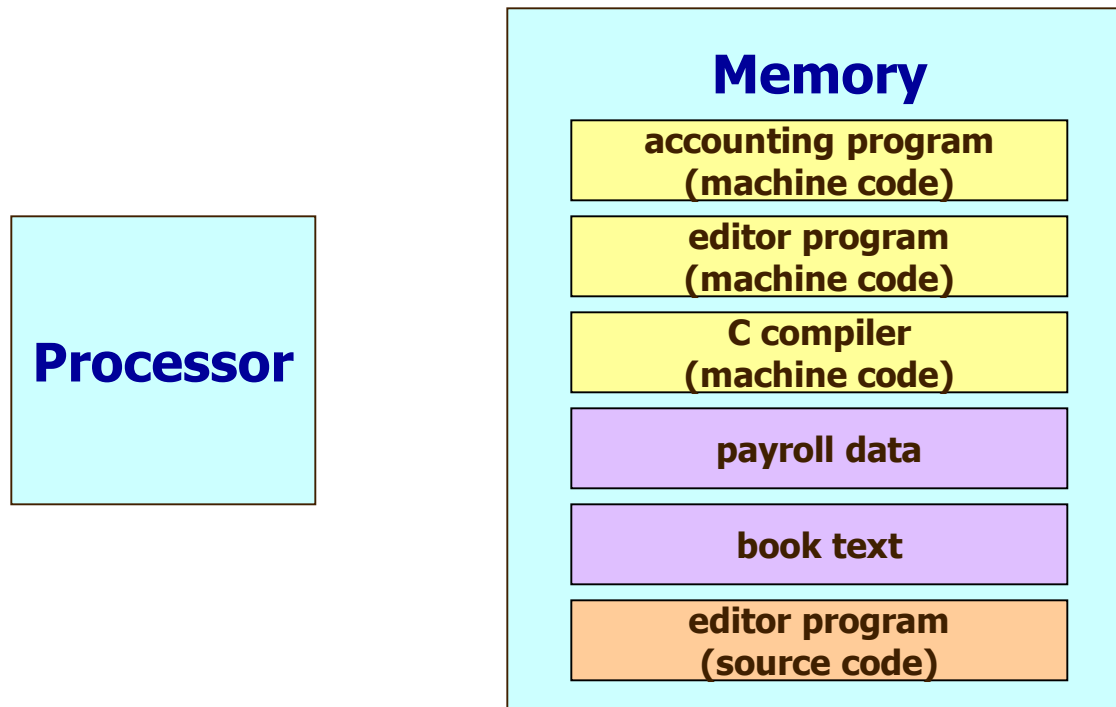 Memory
accounting program
(machine code)
editor program
(machine code)
Processor
C compiler
(machine code)
payroll data
book text
editor program
(source code)